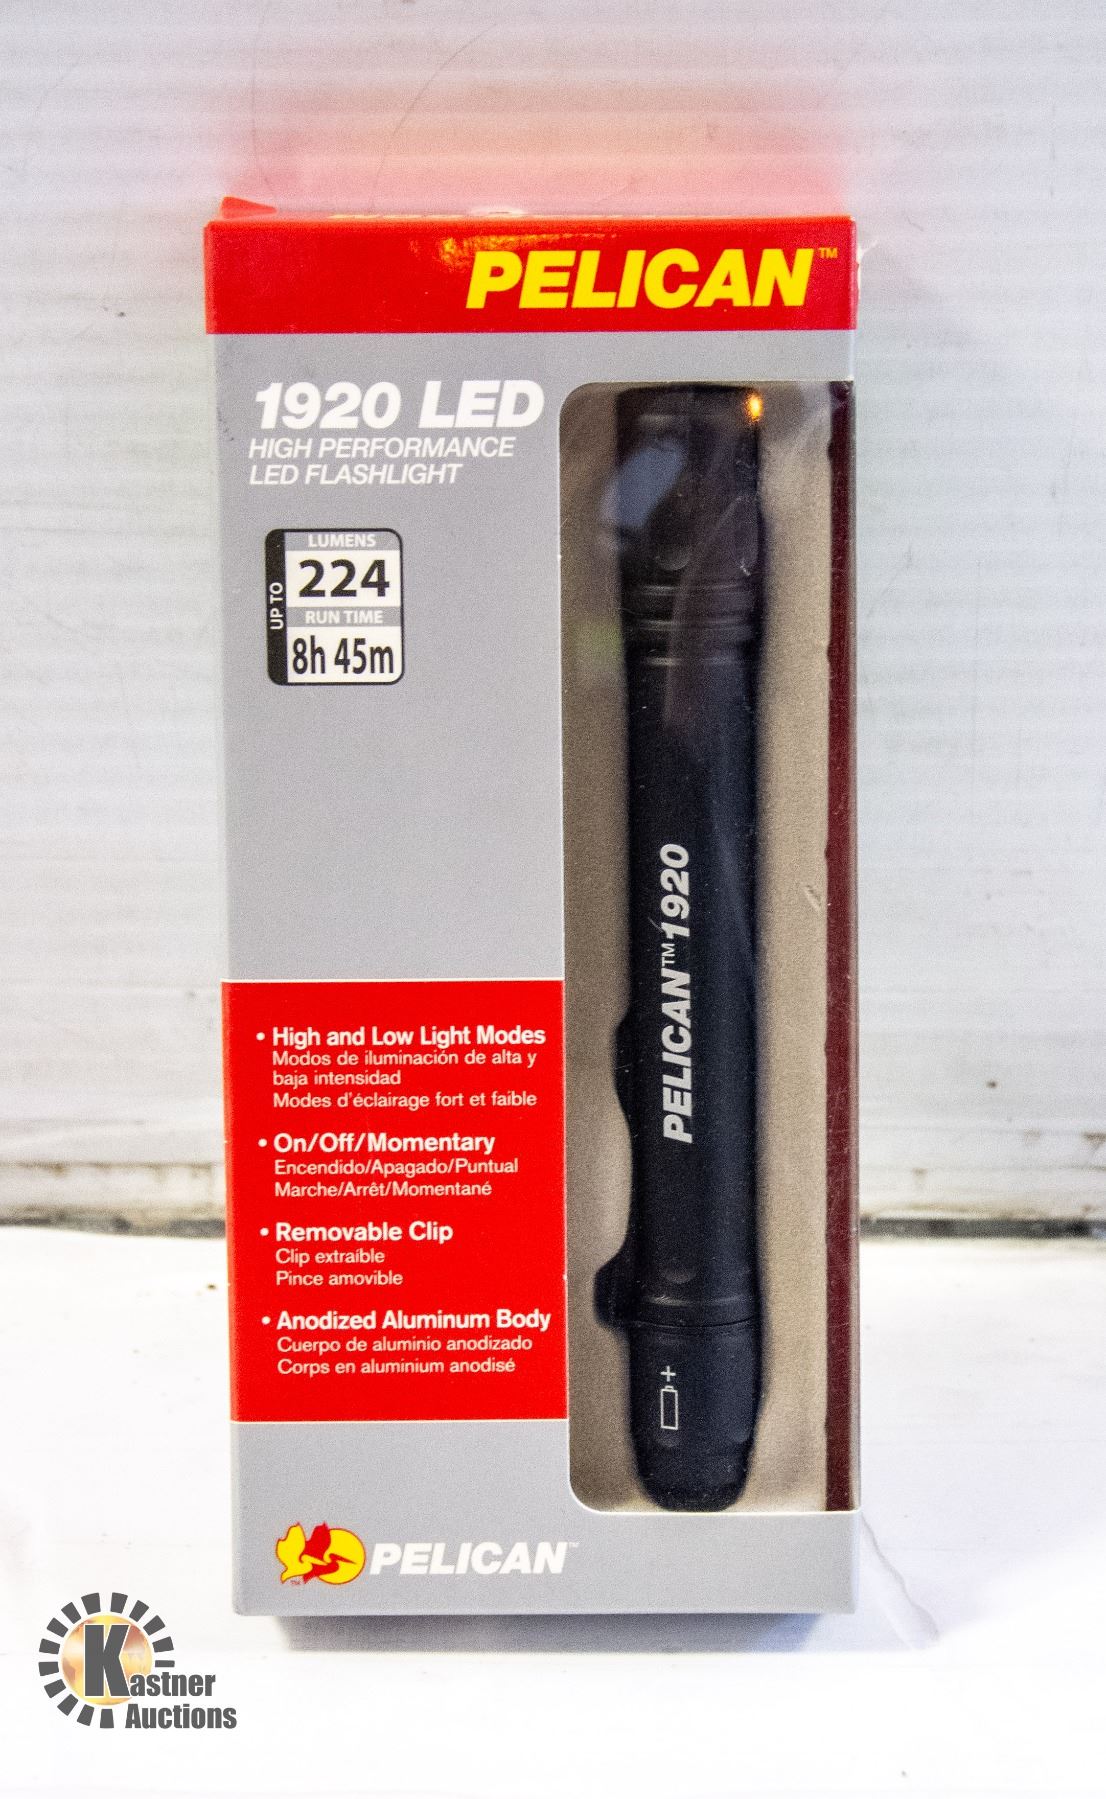 PELICAN™
1920 LED
HIGH PERFORMANCE
LED FLASHLIGHT
UP TO
LUMENS
224
RUN TIME
8h 45m
PELICAN™ 1920
+
• High and Low Light Modes
Modos de iluminación de alta y
baja intensidad
Modes d'éclairage fort et faible
• On/Off/Momentary
Encendido/Apagado/Puntual
Marche/Arrêt/Momentané
• Removable Clip
Clip extraíble
Pince amovible
• Anodized Aluminum Body
Cuerpo de aluminio anodizado
Corps en aluminium anodisé
PELICAN™
Kastner
Auctions